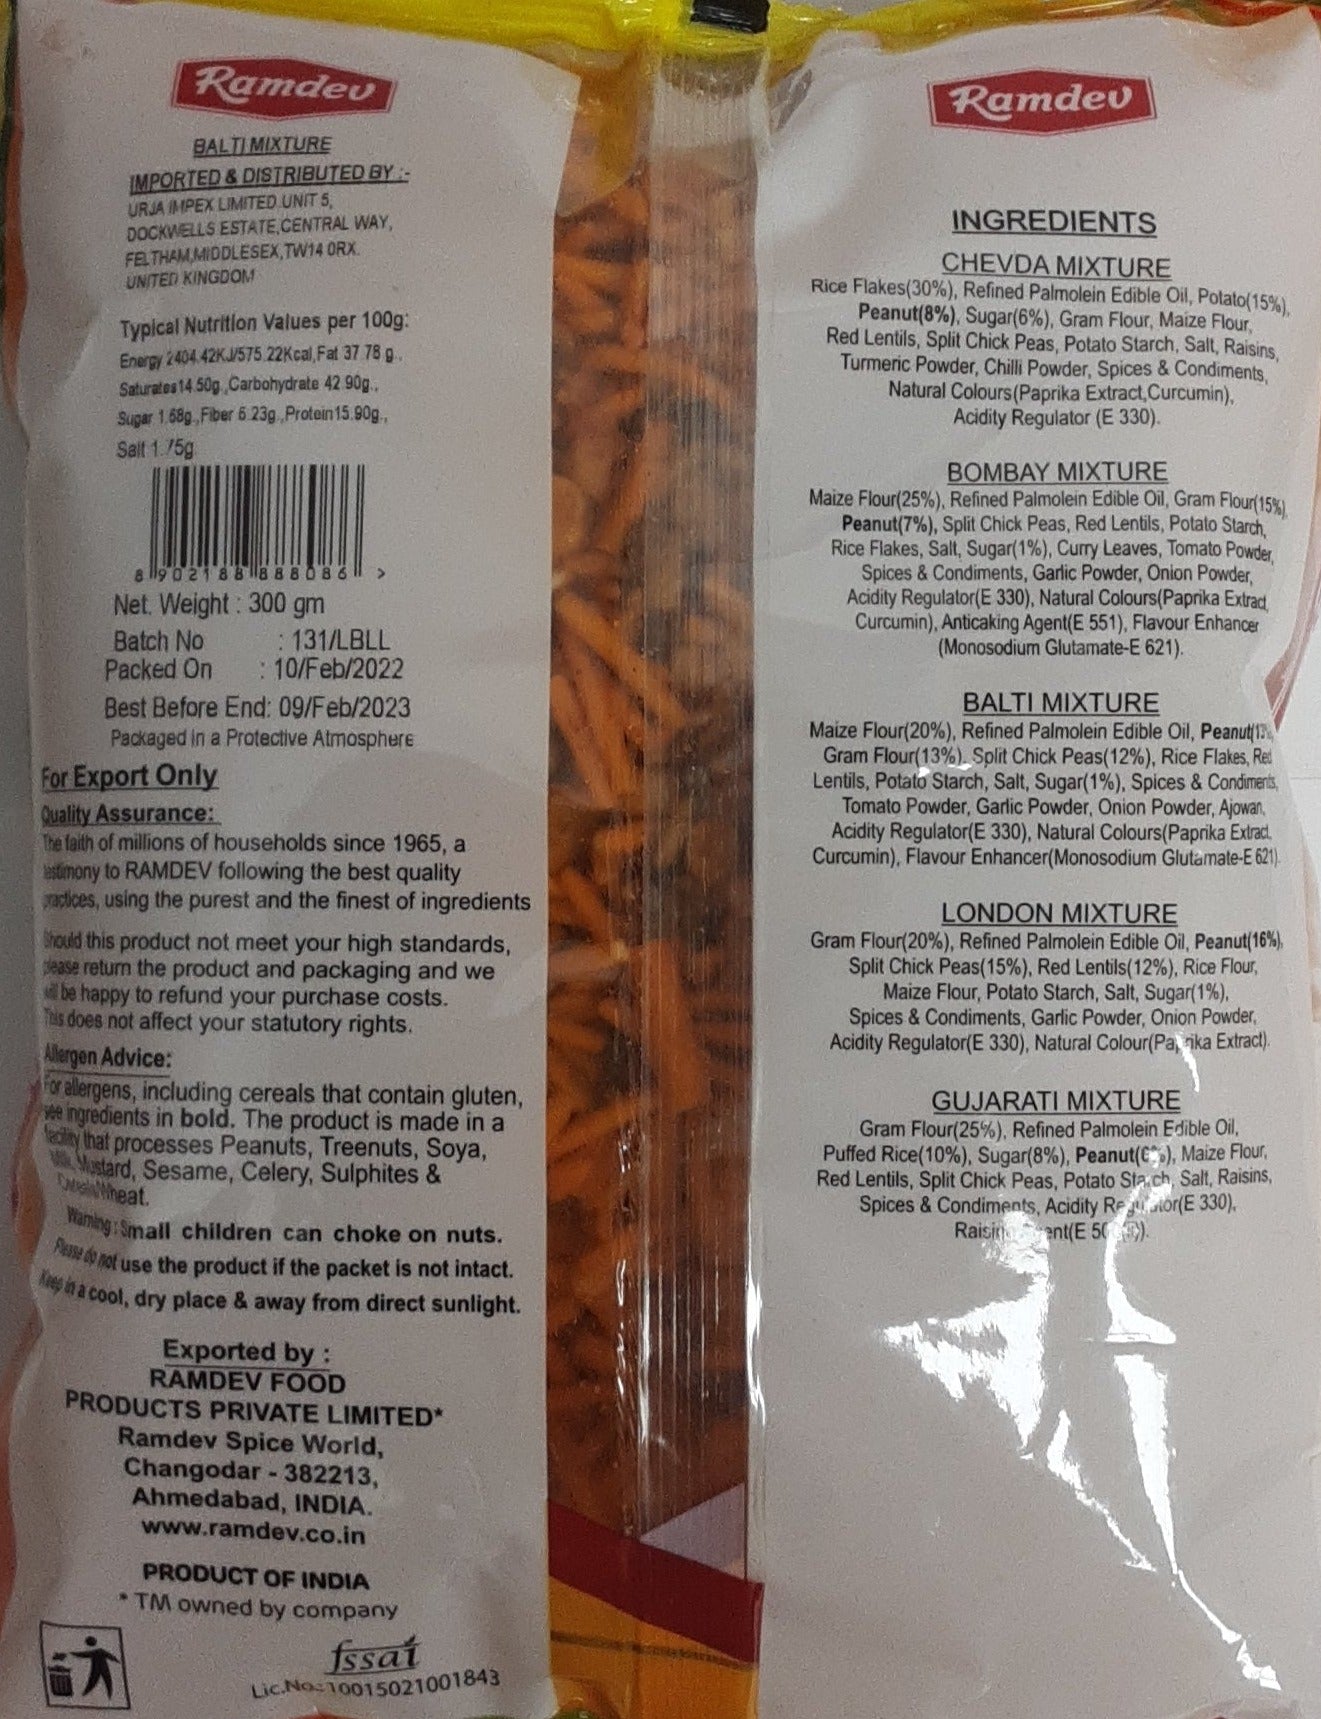 Ramdev
BALTI MIXTURE
IMPORTED & DISTRIBUTED BY :-
URJA IMPEX LIMITED UNIT 5,
DOCKWELLS ESTATE,CENTRAL WAY,
FELTHAM,MIDDLESEX,TW14 0RX.
UNITED KINGDOM
Typical Nutrition Values per 100g:
Energy 2404.42KJ/575.22Kcal,Fat 37.78 g.,
Saturates14.50g.,Carbohydrate 42.90g.,
Sugar 1.68g.,Fiber 6.23g.,Protein15.90g.,
Salt 1.75g
8 902188 888086 >
Net. Weight : 300 gm
Batch No : 131/LBLL
Packed On : 10/Feb/2022
Best Before End: 09/Feb/2023
Packaged in a Protective Atmosphere
For Export Only
Quality Assurance:
The faith of millions of households since 1965, a
testimony to RAMDEV following the best quality
practices, using the purest and the finest of ingredients
Should this product not meet your high standards,
please return the product and packaging and we
will be happy to refund your purchase costs.
This does not affect your statutory rights.
Allergen Advice:
For allergens, including cereals that contain gluten,
see ingredients in bold. The product is made in a
facility that processes Peanuts, Treenuts, Soya,
Milk, Mustard, Sesame, Celery, Sulphites &
Wheat.
Warning : Small children can choke on nuts.
Please do not use the product if the packet is not intact.
Keep in a cool, dry place & away from direct sunlight.
Exported by :
RAMDEV FOOD
PRODUCTS PRIVATE LIMITED*
Ramdev Spice World,
Changodar - 382213,
Ahmedabad, INDIA.
www.ramdev.co.in
PRODUCT OF INDIA
* TM owned by company
fssai
Lic.No:-10015021001843
Ramdev
INGREDIENTS
CHEVDA MIXTURE
Rice Flakes(30%), Refined Palmolein Edible Oil, Potato(15%),
Peanut(8%), Sugar(6%), Gram Flour, Maize Flour,
Red Lentils, Split Chick Peas, Potato Starch, Salt, Raisins,
Turmeric Powder, Chilli Powder, Spices & Condiments,
Natural Colours(Paprika Extract,Curcumin),
Acidity Regulator (E 330).
BOMBAY MIXTURE
Maize Flour(25%), Refined Palmolein Edible Oil, Gram Flour(15%)
Peanut(7%), Split Chick Peas, Red Lentils, Potato Starch,
Rice Flakes, Salt, Sugar(1%), Curry Leaves, Tomato Powder,
Spices & Condiments, Garlic Powder, Onion Powder,
Acidity Regulator(E 330), Natural Colours(Paprika Extract,
Curcumin), Anticaking Agent(E 551), Flavour Enhancer
(Monosodium Glutamate-E 621).
BALTI MIXTURE
Maize Flour(20%), Refined Palmolein Edible Oil, Peanut(13%)
Gram Flour(13%), Split Chick Peas(12%), Rice Flakes, Red
Lentils, Potato Starch, Salt, Sugar(1%), Spices & Condiments,
Tomato Powder, Garlic Powder, Onion Powder, Ajowan,
Acidity Regulator(E 330), Natural Colours(Paprika Extract,
Curcumin), Flavour Enhancer(Monosodium Glutamate-E 621).
LONDON MIXTURE
Gram Flour(20%), Refined Palmolein Edible Oil, Peanut(16%),
Split Chick Peas(15%), Red Lentils(12%), Rice Flour,
Maize Flour, Potato Starch, Salt, Sugar(1%),
Spices & Condiments, Garlic Powder, Onion Powder,
Acidity Regulator(E 330), Natural Colour(Paprika Extract).
GUJARATI MIXTURE
Gram Flour(25%), Refined Palmolein Edible Oil,
Puffed Rice(10%), Sugar(8%), Peanut(6%), Maize Flour,
Red Lentils, Split Chick Peas, Potato Starch, Salt, Raisins,
Spices & Condiments, Acidity Regulator(E 330),
Raising